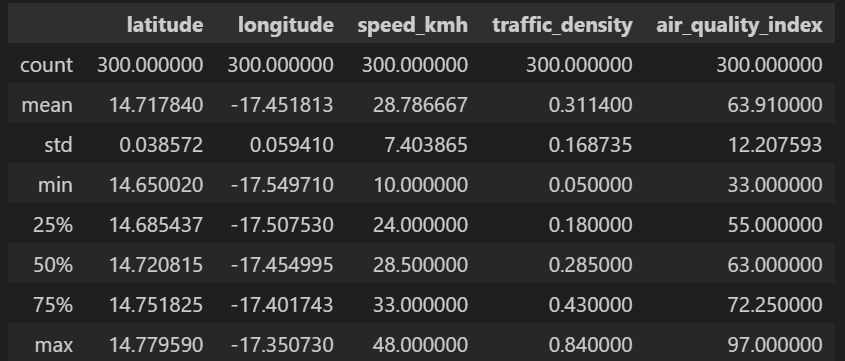 latitude longitude speed_kmh traffic_density air_quality_index
count 300.000000 300.000000 300.000000 300.000000 300.000000
mean 14.717840 -17.451813 28.786667 0.311400 63.910000
std 0.038572 0.059410 7.403865 0.168735 12.207593
min 14.650020 -17.549710 10.000000 0.050000 33.000000
25% 14.685437 -17.507530 24.000000 0.180000 55.000000
50% 14.720815 -17.454995 28.500000 0.285000 63.000000
75% 14.751825 -17.401743 33.000000 0.430000 72.250000
max 14.779590 -17.350730 48.000000 0.840000 97.000000